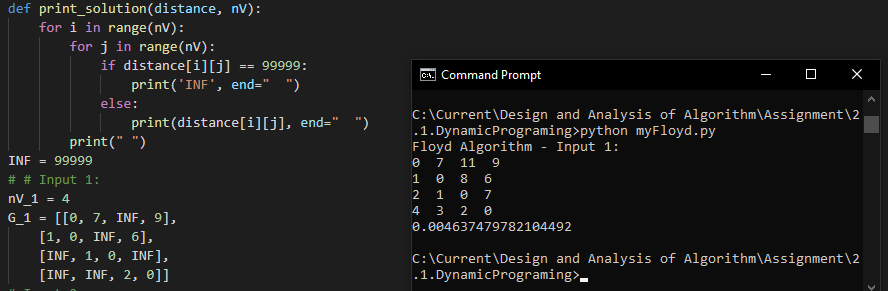 def print_solution(distance, nV):
    for i in range(nV):
        for j in range(nV):
            if distance[i][j] == 99999:
                print('INF', end="  ")
            else:
                print(distance[i][j], end="  ")
        print(" ")
INF = 99999
# # Input 1:
nV_1 = 4
G_1 = [[0, 7, INF, 9],
    [1, 0, INF, 6],
    [INF, 1, 0, INF],
    [INF, INF, 2, 0]]
Command Prompt
C:\Current\Design and Analysis of Algorithm\Assignment\2
.1.DynamicPrograming>python myFloyd.py
Floyd Algorithm - Input 1:
0  7  11  9
1  0  8  6
2  1  0  7
4  3  2  0
0.004637479782104492
C:\Current\Design and Analysis of Algorithm\Assignment\2
.1.DynamicPrograming>